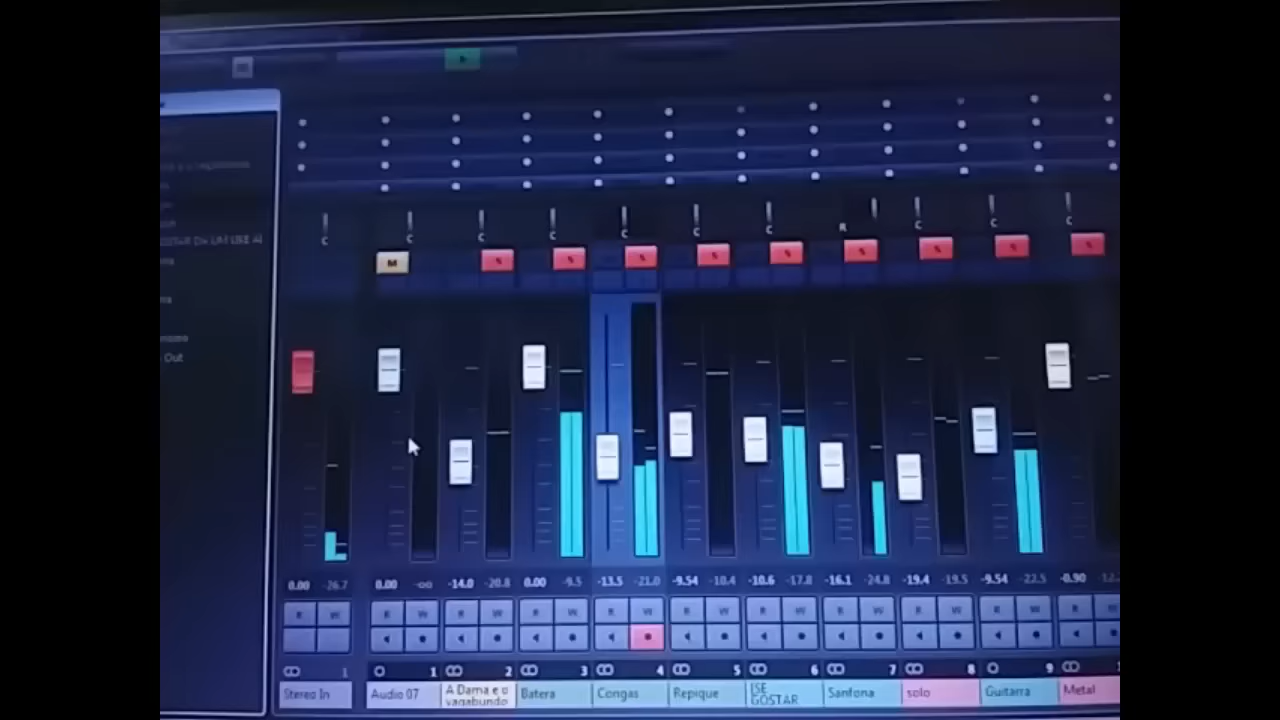 C C C C C C C R C C C
M S S S S S S S S S S
0.00 -26.7 0.00 -oo -14.0 -20.8 0.00 -9.5 -13.5 -21.0 -9.54 -10.4 -10.6 -17.8 -16.1 -24.8 -19.4 -19.5 -9.54 -22.5 -0.90
R W R W R W R W R W R W R W R W R W R W R W
1 1 2 3 4 5 6 7 8 9
Stereo In Audio 07 A Dama e o vagabundo Batera Congas Repique (SE GOSTAR Sanfona solo Guitarra Metal
Out